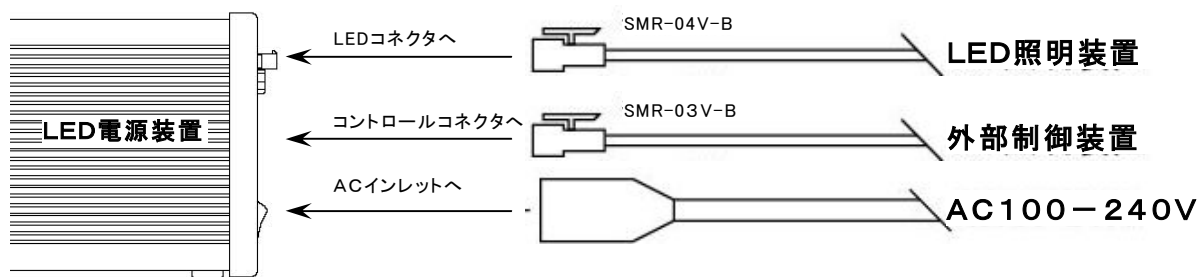 LEDコネクタへ
SMR-04V-B
LED照明装置
LED電源装置
コントロールコネクタへ
SMR-03V-B
外部制御装置
ACインレットへ
AC100-240V